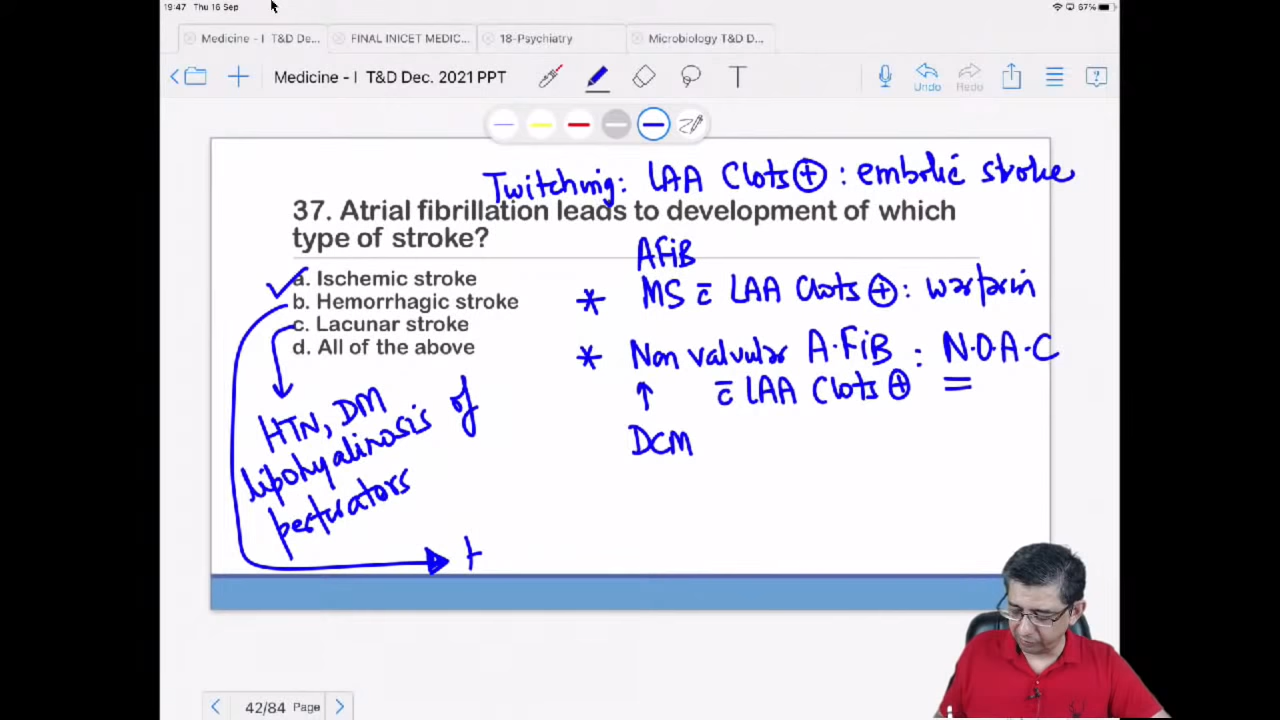 19:47 Thu 16 Sep 67%
Medicine - I T&D De... FINAL INICET MEDIC... 18-Psychiatry Microbiology T&D D...
Medicine - I T&D Dec. 2021 PPT T Undo Redo
Twitching: LAA Clots ⊕ : embolic stroke
37. Atrial fibrillation leads to development of which
type of stroke?
AFiB
a. Ischemic stroke
b. Hemorrhagic stroke
c. Lacunar stroke
d. All of the above
* MS c̄ LAA Clots ⊕ : warfarin
* Non valvular A.FiB : N.O.A.C
↑ c̄ LAA Clots ⊕ =
DCM
HTN, DM
lipohyalinosis of
perforators
42/84 Page